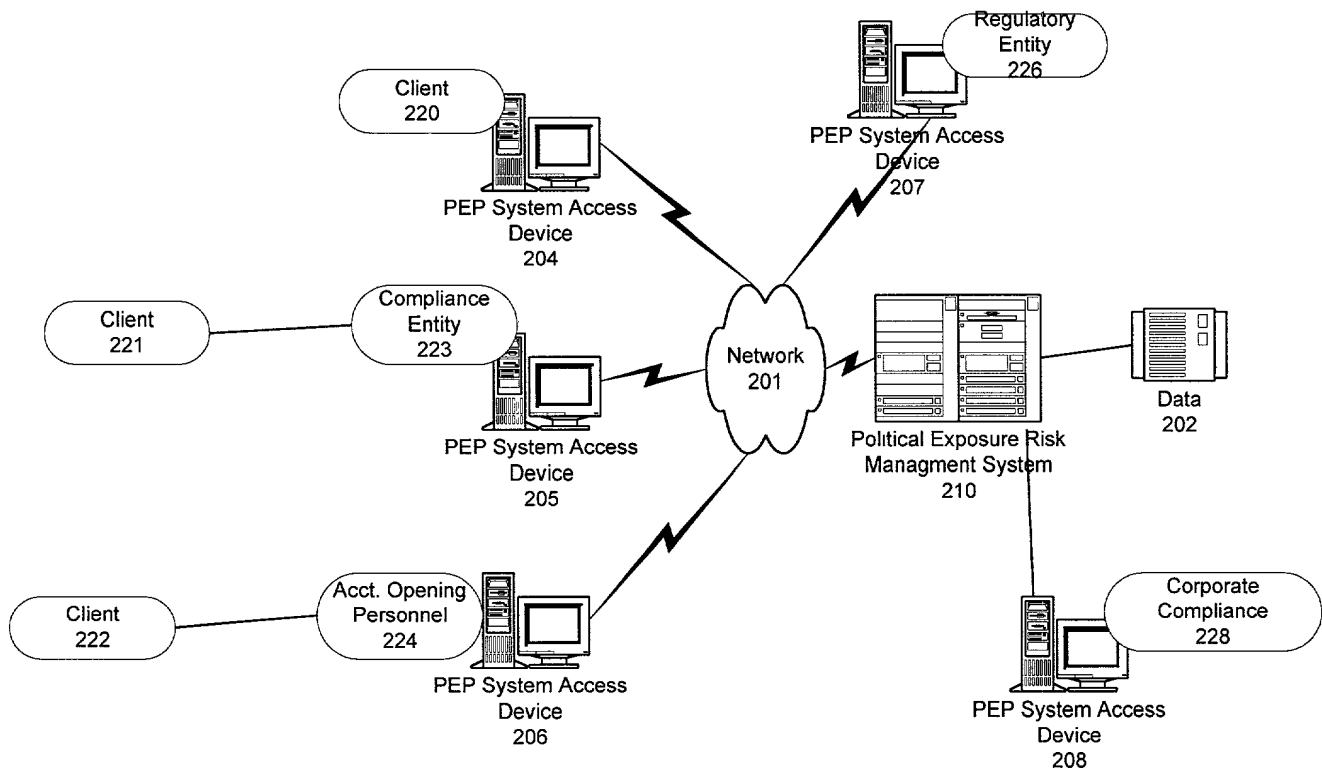 Regulatory
Entity
226
Client
220
PEP System Access
Device
207
PEP System Access
Device
204
Compliance
Entity
223
Client
221
Network
201
Data
202
PEP System Access
Device
205
Political Exposure Risk
Managment System
210
Acct. Opening
Personnel
224
Client
222
Corporate
Compliance
228
PEP System Access
Device
206
PEP System Access
Device
208